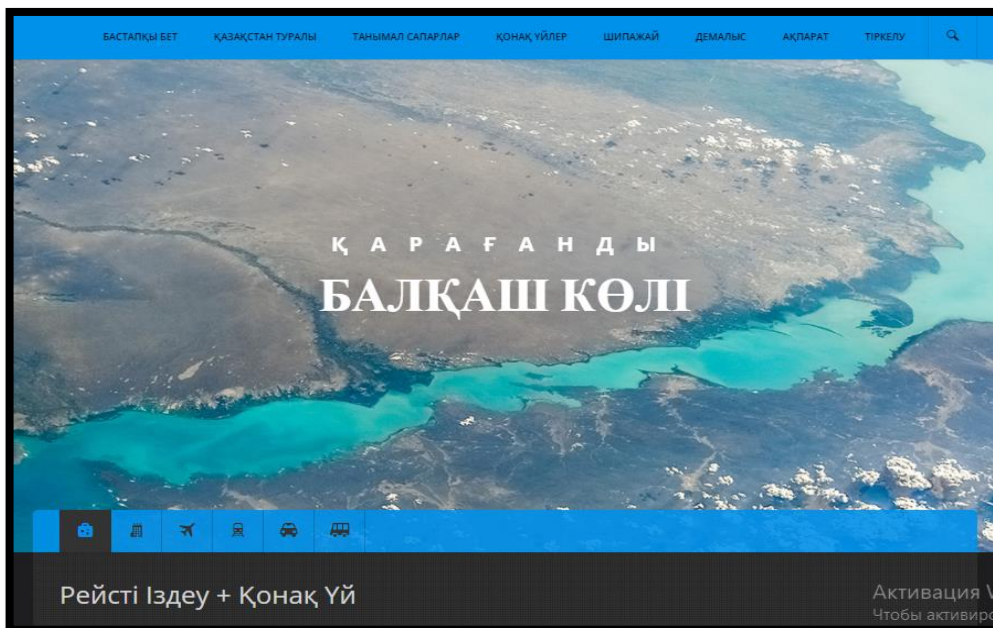 БАСТАПҚЫ БЕТ ҚАЗАҚСТАН ТУРАЛЫ ТАНЫМАЛ САПАРЛАР ҚОНАҚ ҮЙЛЕР ШИПАЖАЙ ДЕМАЛЫС АҚПАРАТ ТІРКЕЛУ
ҚАРАҒАНДЫ
БАЛҚАШ КӨЛІ
Рейсті Іздеу + Қонақ Үй
Активация
Чтобы